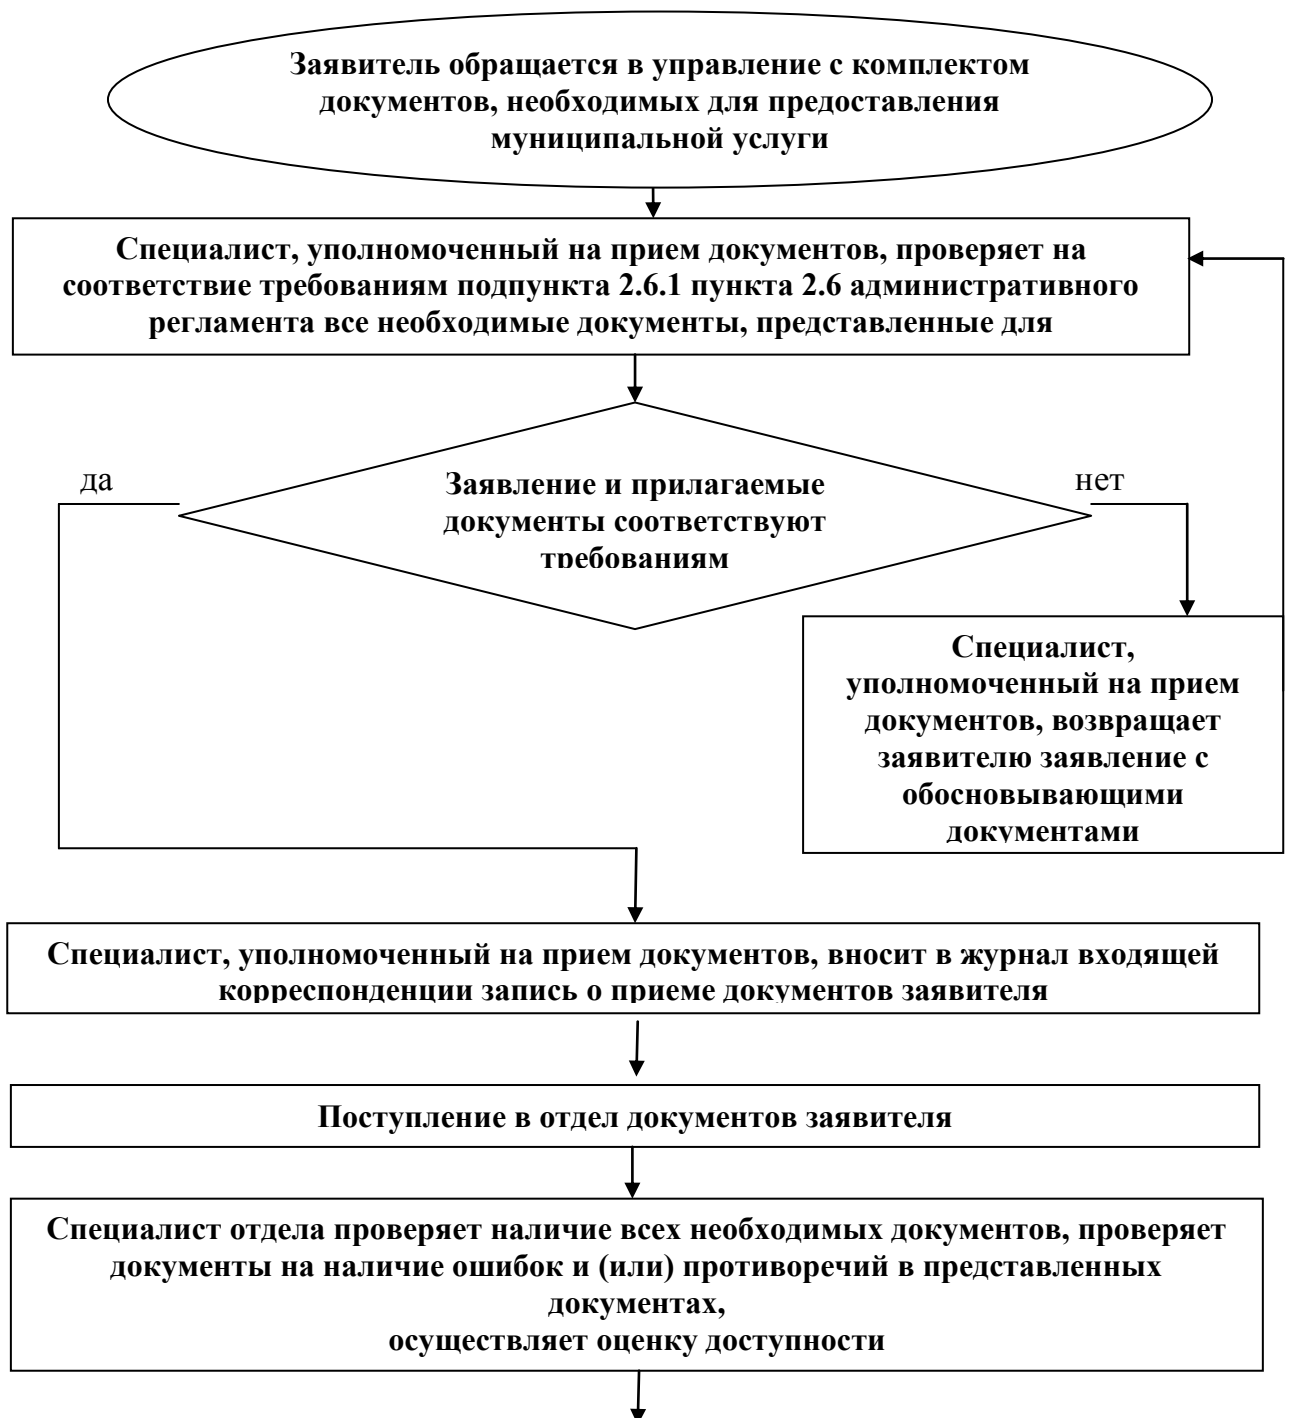 Заявитель обращается в управление с комплектом
документов, необходимых для предоставления
муниципальной услуги
Специалист, уполномоченный на прием документов, проверяет на
соответствие требованиям подпункта 2.6.1 пункта 2.6 административного
регламента все необходимые документы, представленные для
да
нет
Заявление и прилагаемые
документы соответствуют
требованиям
Специалист,
уполномоченный на прием
документов, возвращает
заявителю заявление с
обосновывающими
документами
Специалист, уполномоченный на прием документов, вносит в журнал входящей
корреспонденции запись о приеме документов заявителя
Поступление в отдел документов заявителя
Специалист отдела проверяет наличие всех необходимых документов, проверяет
документы на наличие ошибок и (или) противоречий в представленных
документах,
осуществляет оценку доступности